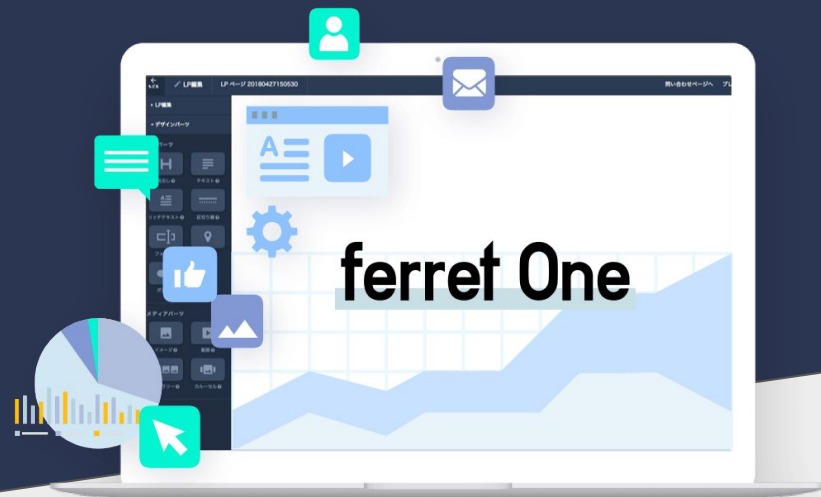 もどる
LP編集
LP ページ 20180427150530
問い合わせページへ
LP編集
デザインパーツ
テキスト
リッチテキスト
区切り線
メディアパーツ
イメージ
動画
カルーセル
A
ferret One